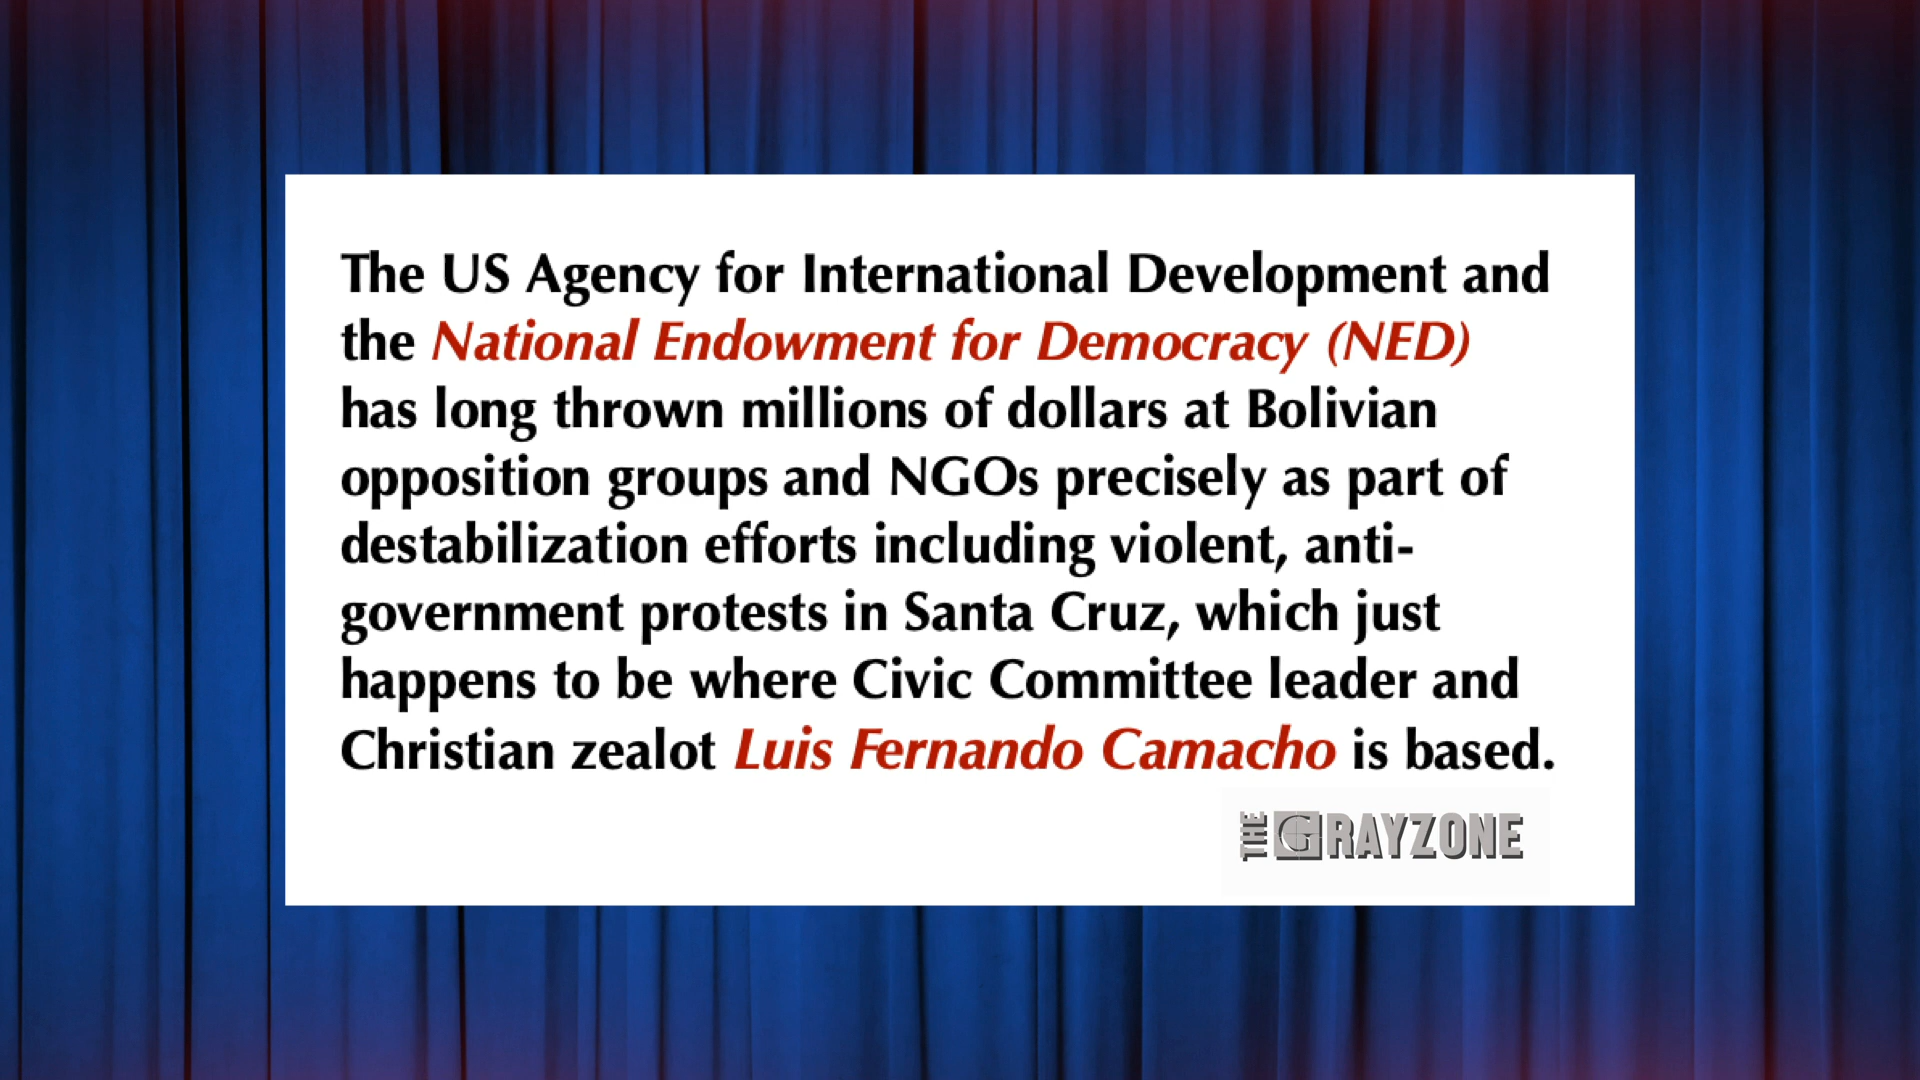 The US Agency for International Development and
the National Endowment for Democracy (NED)
has long thrown millions of dollars at Bolivian
opposition groups and NGOs precisely as part of
destabilization efforts including violent, anti-
government protests in Santa Cruz, which just
happens to be where Civic Committee leader and
Christian zealot Luis Fernando Camacho is based.
THE GRAYZONE